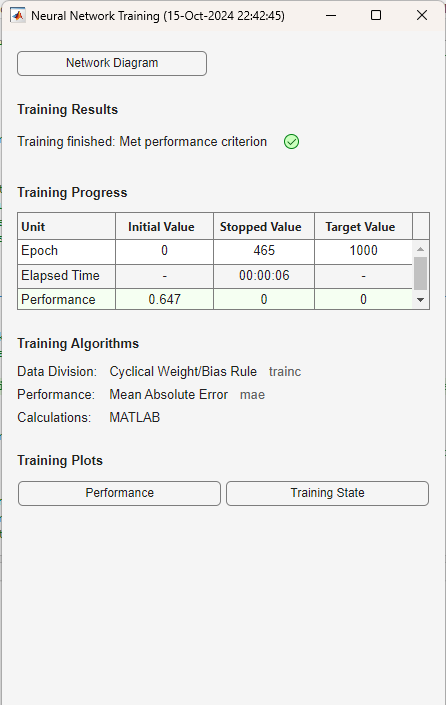 Neural Network Training (15-Oct-2024 22:42:45)
Network Diagram
Training Results
Training finished: Met performance criterion
Training Progress
Unit Initial Value Stopped Value Target Value
Epoch 0 465 1000
Elapsed Time - 00:00:06 -
Performance 0.647 0 0
Training Algorithms
Data Division: Cyclical Weight/Bias Rule trainc
Performance: Mean Absolute Error mae
Calculations: MATLAB
Training Plots
Performance Training State